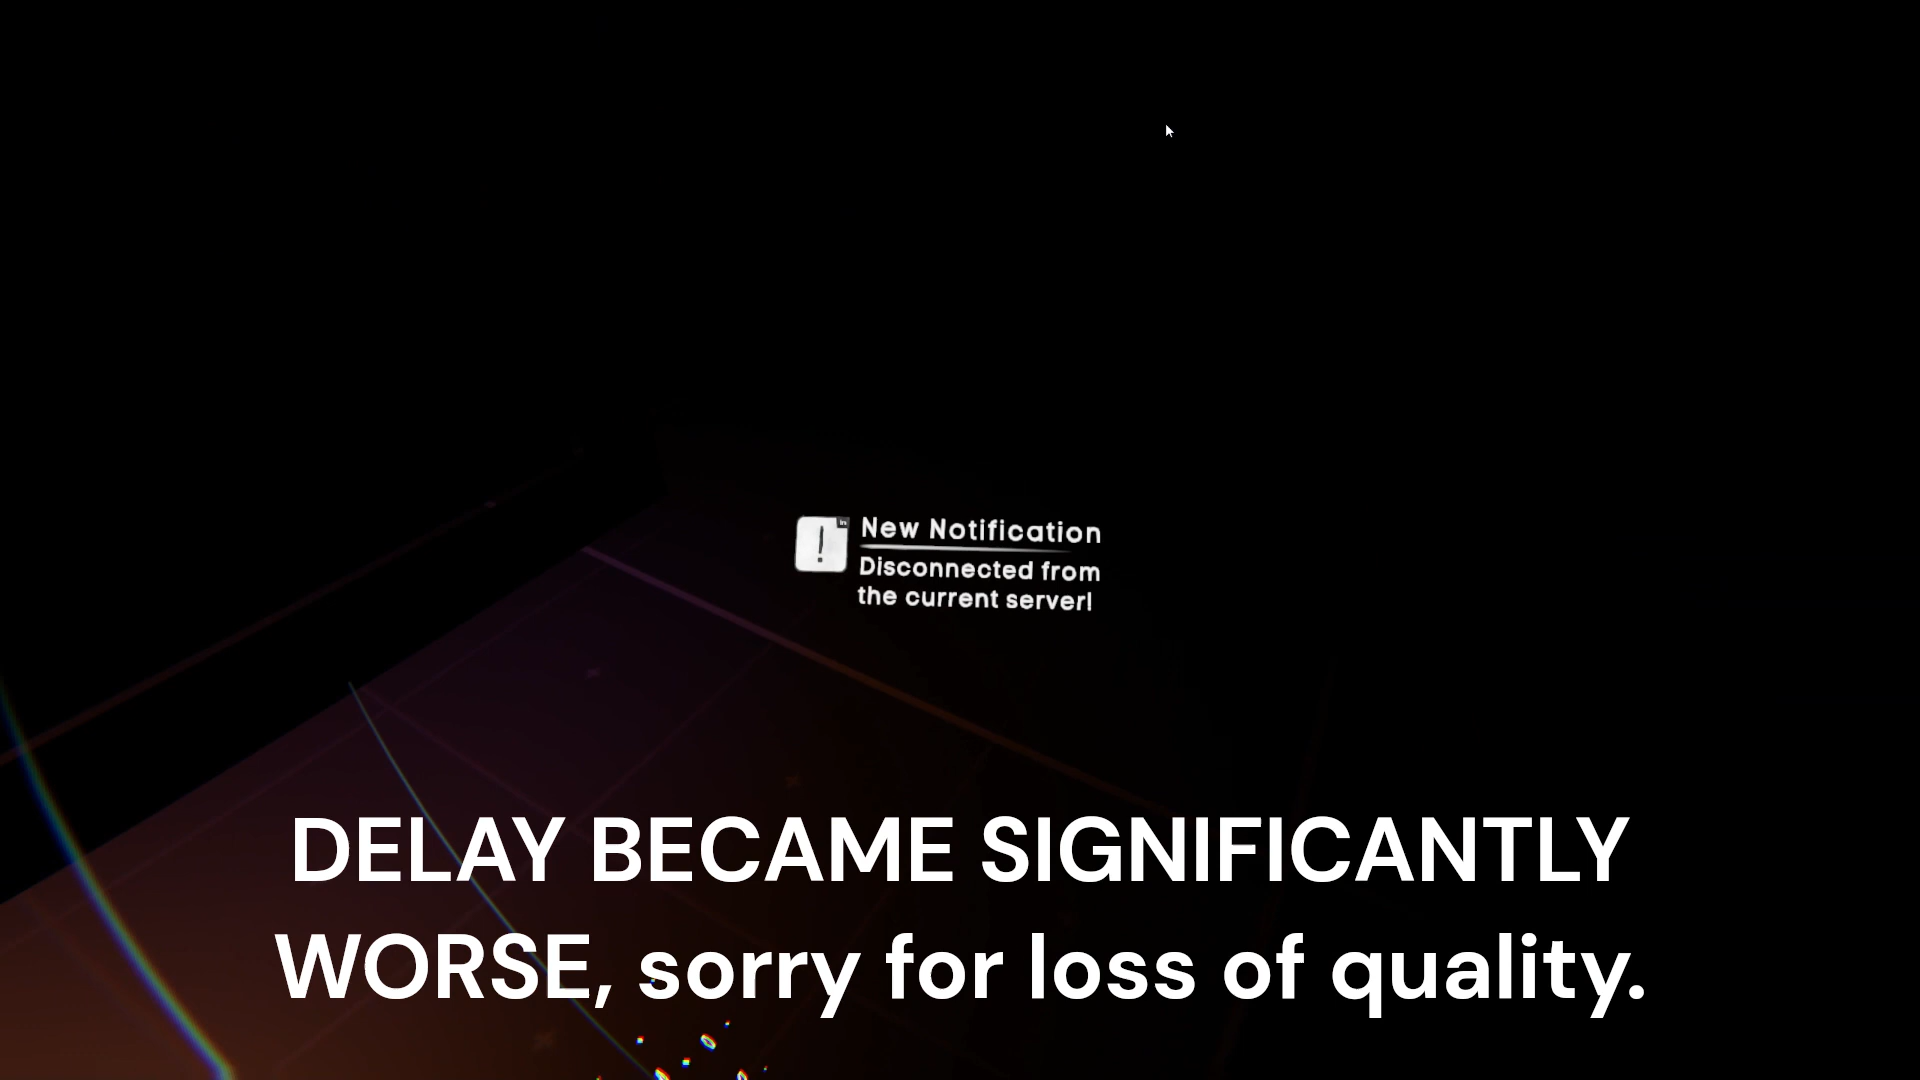 !
New Notification
Disconnected from
the current server!
DELAY BECAME SIGNIFICANTLY
WORSE, sorry for loss of quality.